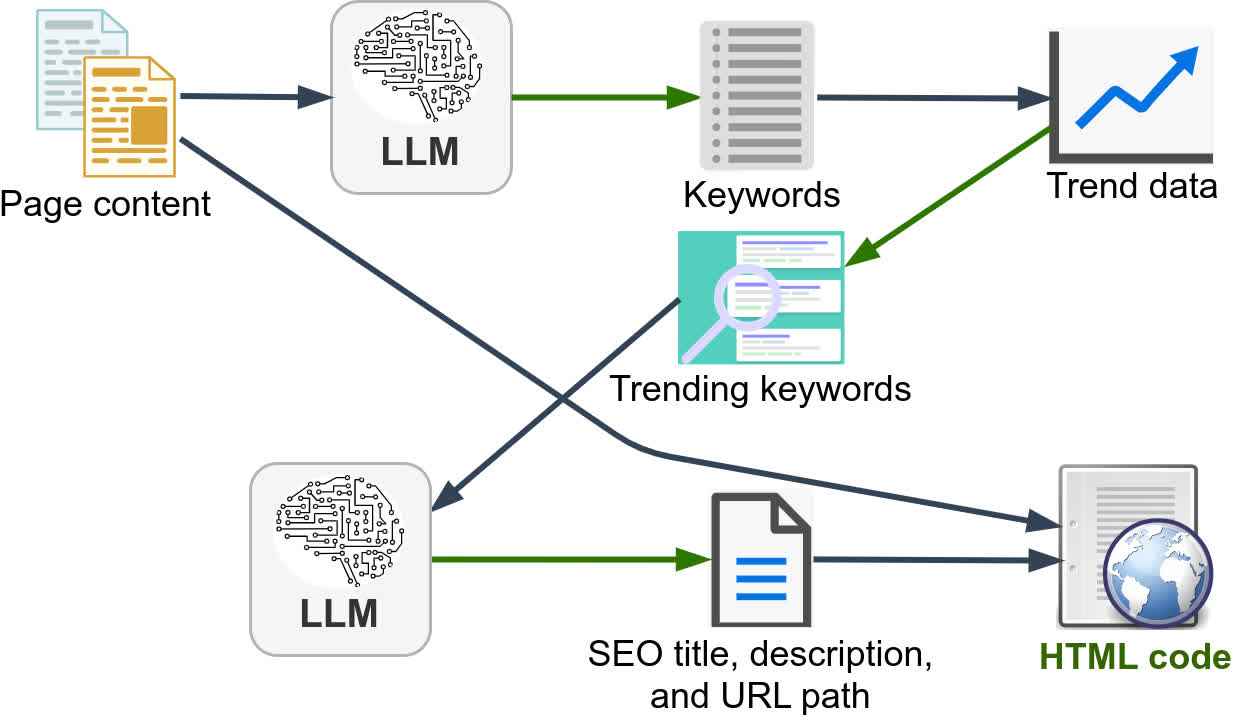 LLM
Page content
Keywords
Trend data
Trending keywords
LLM
SEO title, description,
and URL path
HTML code